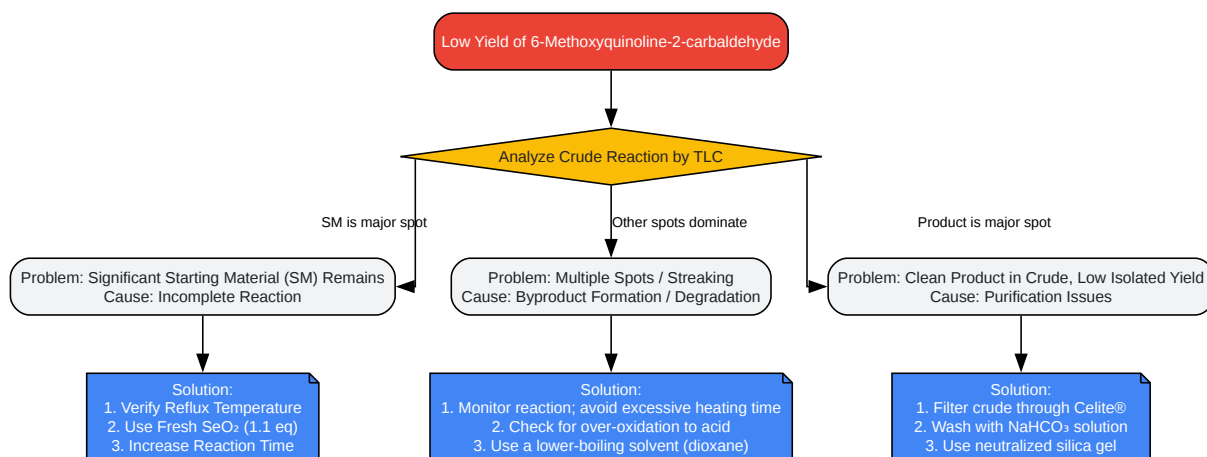 Low Yield of 6-Methoxyquinoline-2-carbaldehyde
Analyze Crude Reaction by TLC
SM is major spot
Other spots dominate
Product is major spot
Problem: Significant Starting Material (SM) Remains
Cause: Incomplete Reaction
Problem: Multiple Spots / Streaking
Cause: Byproduct Formation / Degradation
Problem: Clean Product in Crude, Low Isolated Yield
Cause: Purification Issues
Solution:
1. Verify Reflux Temperature
2. Use Fresh SeO₂ (1.1 eq)
3. Increase Reaction Time
Solution:
1. Monitor reaction; avoid excessive heating time
2. Check for over-oxidation to acid
3. Use a lower-boiling solvent (dioxane)
Solution:
1. Filter crude through Celite®
2. Wash with NaHCO₃ solution
3. Use neutralized silica gel